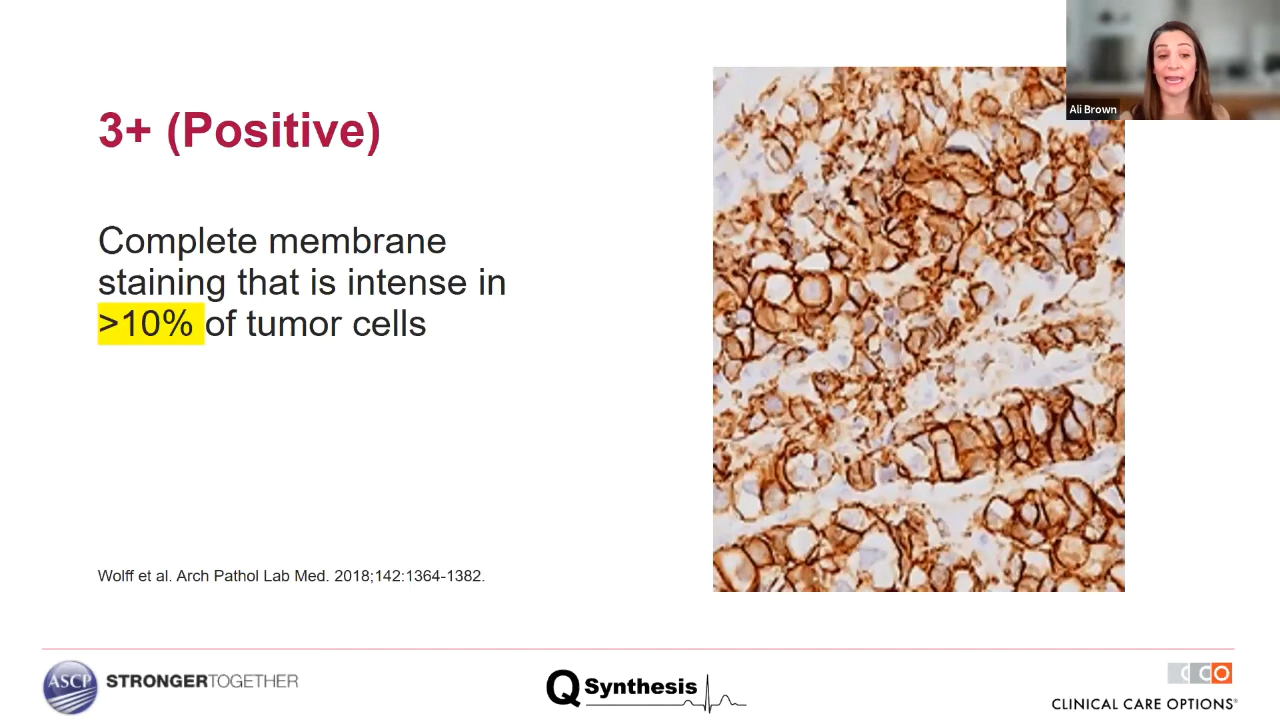 Ali Brown
3+ (Positive)
Complete membrane
staining that is intense in
>10% of tumor cells
Wolff et al. Arch Pathol Lab Med. 2018;142:1364-1382.
ASCP STRONGERTOGETHER
Q Synthesis
CCO
CLINICAL CARE OPTIONS®